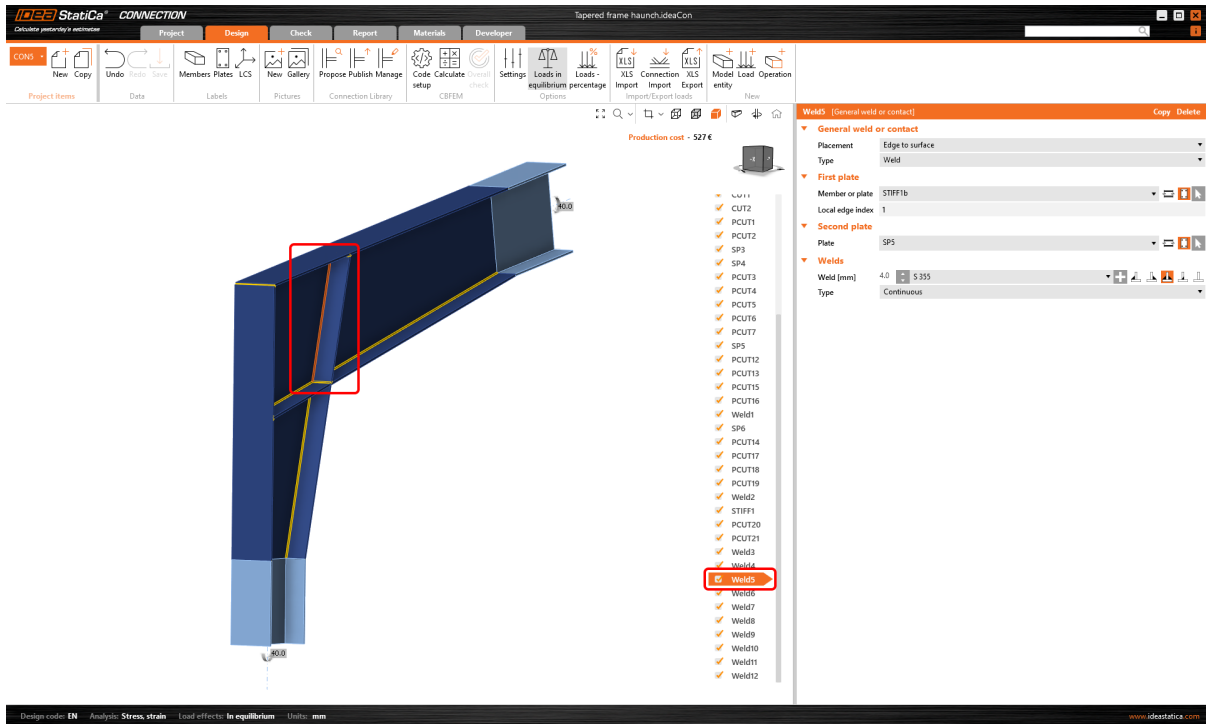 IDEA StatiCa® CONNECTION
Tapered frame haunch.ideaCon
Calculate yesterday's estimates
Project Design Check Report Materials Developer
CON5
New Copy
Undo Redo Save
Members Plates LCS
New Gallery
Propose Publish Manage
Code setup Calculate Overall check
Settings Loads in equilibrium Loads - percentage
XLS Import Connection Import XLS Export
Model entity Load Operation
Project items Data Labels Pictures Connection Library CBFEM Options Import/Export loads New
Production cost - 527 €
-X
40.0
40.0
CUT1
CUT2
PCUT1
PCUT2
SP3
SP4
PCUT3
PCUT4
PCUT5
PCUT6
PCUT7
SP5
PCUT12
PCUT13
PCUT15
PCUT16
Weld1
SP6
PCUT14
PCUT17
PCUT18
PCUT19
Weld2
STIFF1
PCUT20
PCUT21
Weld3
Weld4
Weld5
Weld6
Weld7
Weld8
Weld9
Weld10
Weld11
Weld12
Weld5 [General weld or contact] Copy Delete
General weld or contact
Placement Edge to surface
Type Weld
First plate
Member or plate STIFF1b
Local edge index 1
Second plate
Plate SP5
Welds
Weld [mm] 4.0 S 355
Type Continuous
Design code: EN Analysis: Stress, strain Load effects: In equilibrium Units: mm
www.ideastatica.com